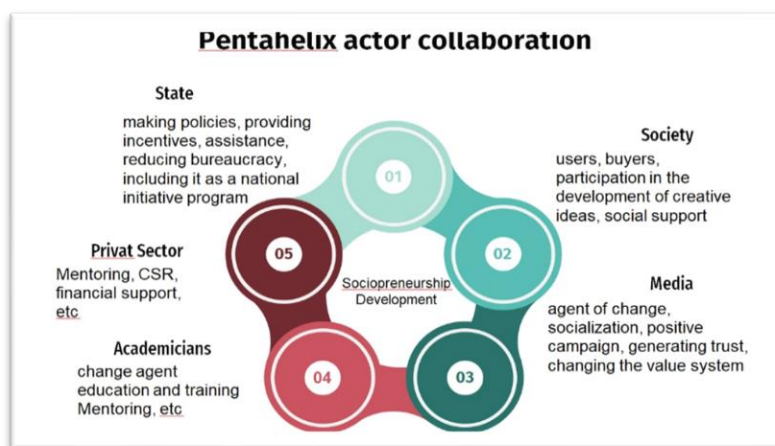 Pentahelix actor collaboration
State
making policies, providing
incentives, assistance,
reducing bureaucracy,
including it as a national
initiative program
01
Society
users, buyers,
participation in the
development of creative
ideas, social support
05
02
Privat Sector
Mentoring, CSR,
financial support,
etc
Sociopreneurship
Development
Media
agent of change,
socialization, positive
campaign, generating trust,
changing the value system
Academicians
change agent
education and training
Mentoring, etc
04
03